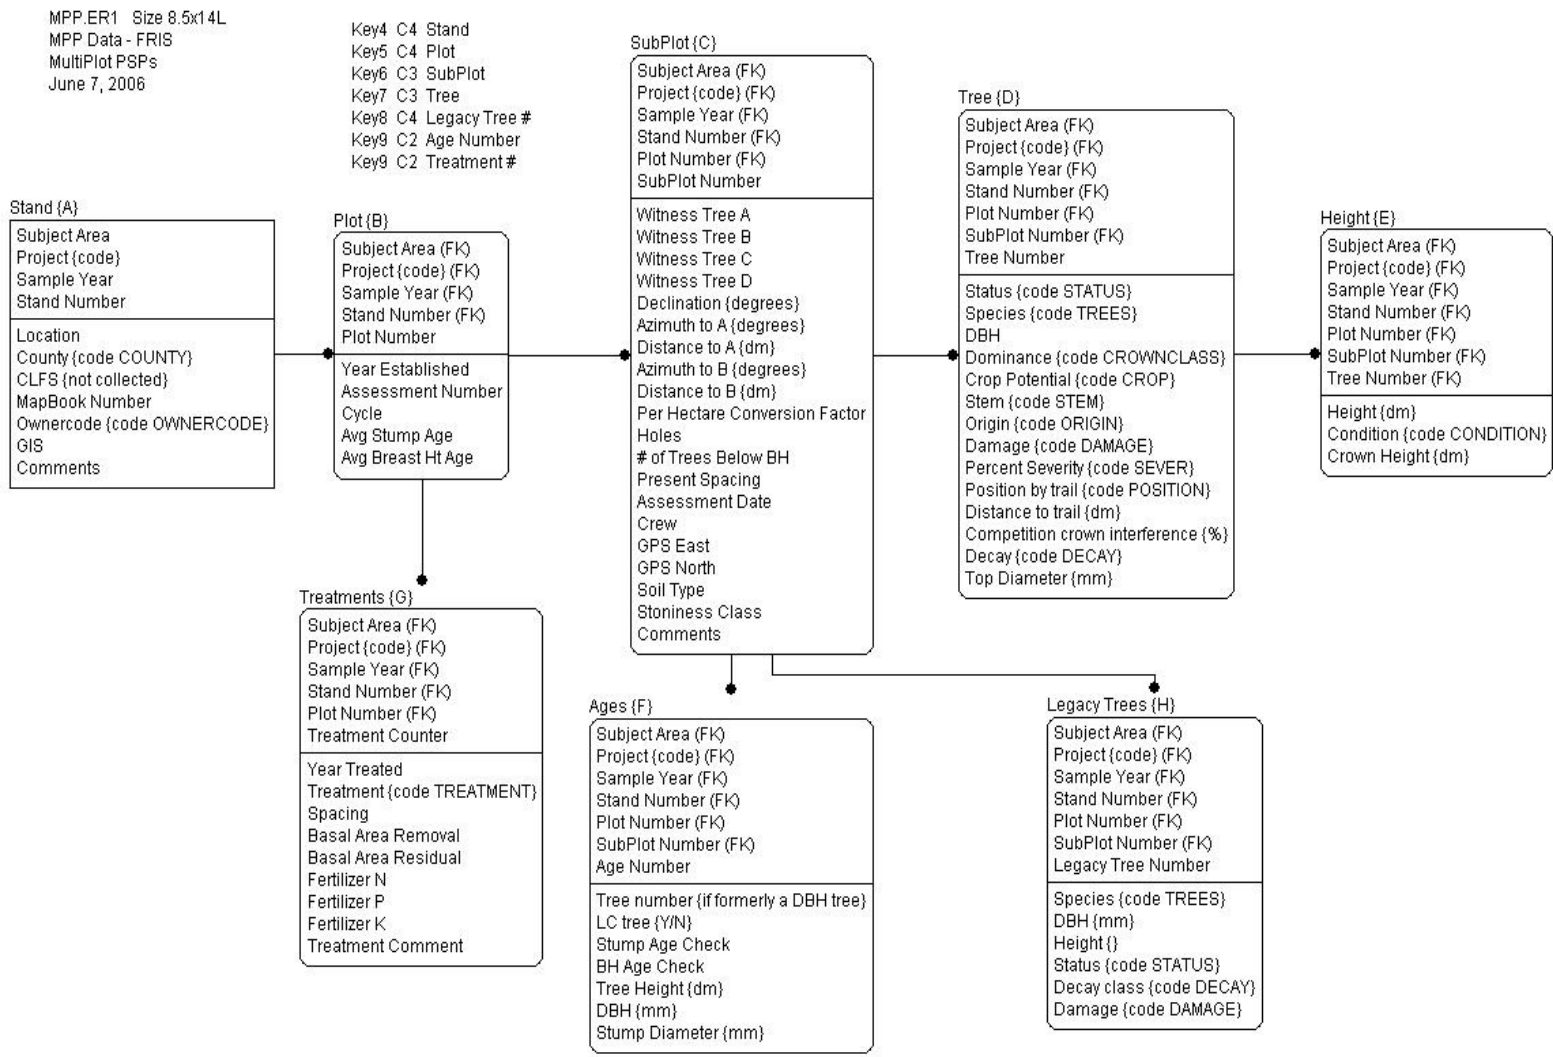 MPP.ER1 Size 8.5x14L
MPP Data - FRIS
MultiPlot PSPs
June 7, 2006
Key4 C4 Stand
Key5 C4 Plot
Key6 C3 SubPlot
Key7 C3 Tree
Key8 C4 Legacy Tree #
Key9 C2 Age Number
Key9 C2 Treatment #
Stand {A}
Subject Area
Project {code}
Sample Year
Stand Number
Location
County {code COUNTY}
CLFS {not collected}
MapBook Number
Ownercode {code OWNERCODE}
GIS
Comments
Plot {B}
Subject Area (FK)
Project {code} (FK)
Sample Year (FK)
Stand Number (FK)
Plot Number
Year Established
Assessment Number
Cycle
Avg Stump Age
Avg Breast Ht Age
SubPlot {C}
Subject Area (FK)
Project {code} (FK)
Sample Year (FK)
Stand Number (FK)
Plot Number (FK)
SubPlot Number
Witness Tree A
Witness Tree B
Witness Tree C
Witness Tree D
Declination {degrees}
Azimuth to A {degrees}
Distance to A {dm}
Azimuth to B {degrees}
Distance to B {dm}
Per Hectare Conversion Factor
Holes
# of Trees Below BH
Present Spacing
Assessment Date
Crew
GPS East
GPS North
Soil Type
Stoniness Class
Comments
Tree {D}
Subject Area (FK)
Project {code} (FK)
Sample Year (FK)
Stand Number (FK)
Plot Number (FK)
SubPlot Number (FK)
Tree Number
Status {code STATUS}
Species {code TREES}
DBH
Dominance {code CROWNCLASS}
Crop Potential {code CROP}
Stem {code STEM}
Origin {code ORIGIN}
Damage {code DAMAGE}
Percent Severity {code SEVER}
Position by trail {code POSITION}
Distance to trail {dm}
Competition crown interference {%}
Decay {code DECAY}
Top Diameter {mm}
Height {E}
Subject Area (FK)
Project {code} (FK)
Sample Year (FK)
Stand Number (FK)
Plot Number (FK)
SubPlot Number (FK)
Tree Number (FK)
Height {dm}
Condition {code CONDITION}
Crown Height {dm}
Treatments {G}
Subject Area (FK)
Project {code} (FK)
Sample Year (FK)
Stand Number (FK)
Plot Number (FK)
Treatment Counter
Year Treated
Treatment {code TREATMENT}
Spacing
Basal Area Removal
Basal Area Residual
Fertilizer N
Fertilizer P
Fertilizer K
Treatment Comment
Ages {F}
Subject Area (FK)
Project {code} (FK)
Sample Year (FK)
Stand Number (FK)
Plot Number (FK)
SubPlot Number (FK)
Age Number
Tree number {if formerly a DBH tree}
LC tree {Y/N}
Stump Age Check
BH Age Check
Tree Height {dm}
DBH {mm}
Stump Diameter {mm}
Legacy Trees {H}
Subject Area (FK)
Project {code} (FK)
Sample Year (FK)
Stand Number (FK)
Plot Number (FK)
SubPlot Number (FK)
Legacy Tree Number
Species {code TREES}
DBH {mm}
Height {}
Status {code STATUS}
Decay class {code DECAY}
Damage {code DAMAGE}